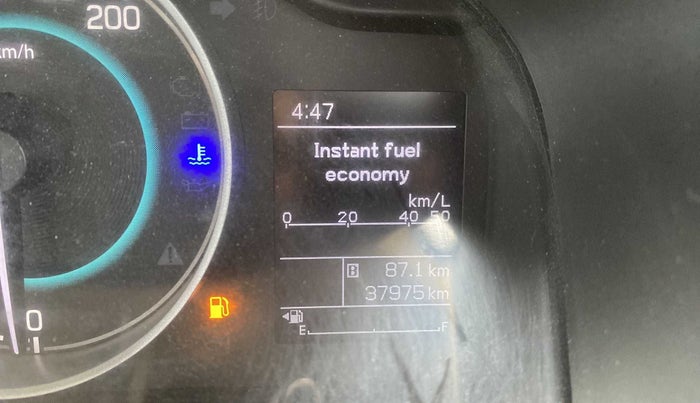 200
km/h
0
4:47
Instant fuel
economy
km/L
0 20 40 50
B 87.1 km
37975 km
E F